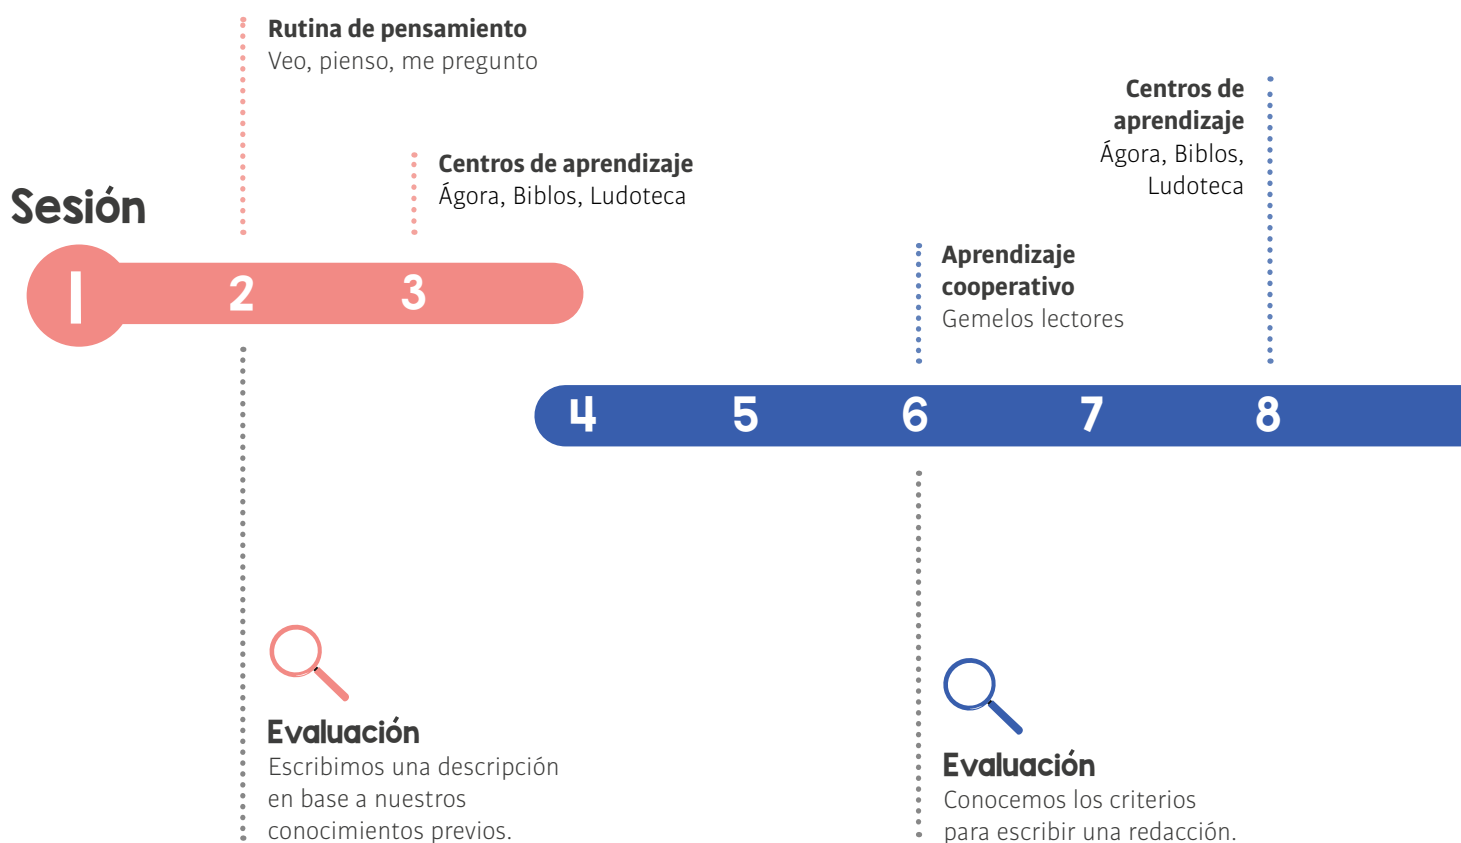 Rutina de pensamiento
Veo, pienso, me pregunto
Centros de aprendizaje
Ágora, Biblos, Ludoteca
Centros de
aprendizaje
Ágora, Biblos,
Ludoteca
Sesión
Aprendizaje
cooperativo
Gemelos lectores
1 2 3
4 5 6 7 8
Evaluación
Escribimos una descripción
en base a nuestros
conocimientos previos.
Evaluación
Conocemos los criterios
para escribir una redacción.